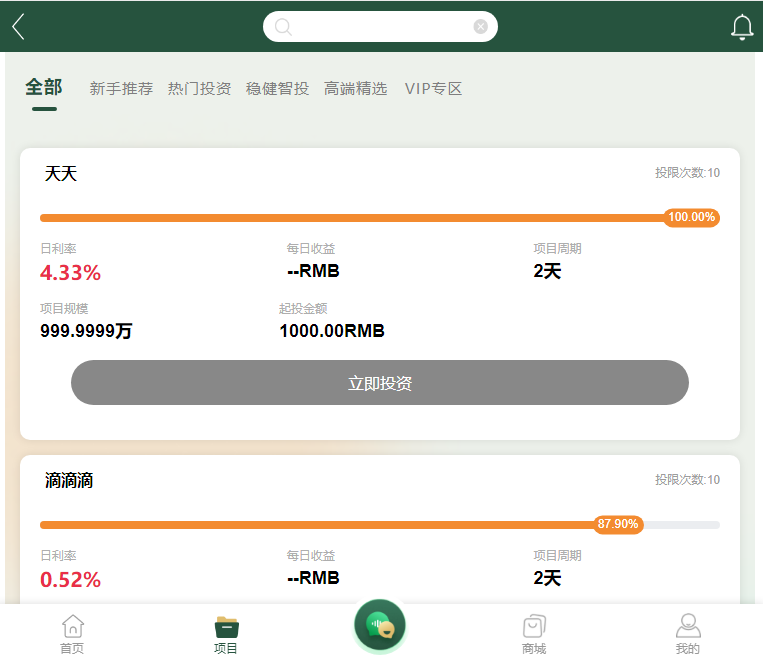 全部 新手推荐 热门投资 稳健智投 高端精选 VIP专区
天天 投限次数:10
100.00%
日利率 每日收益 项目周期
4.33% --RMB 2天
项目规模 起投金额
999.9999万 1000.00RMB
立即投资
滴滴滴 投限次数:10
87.90%
日利率 每日收益 项目周期
0.52% --RMB 2天
首页 项目 商城 我的